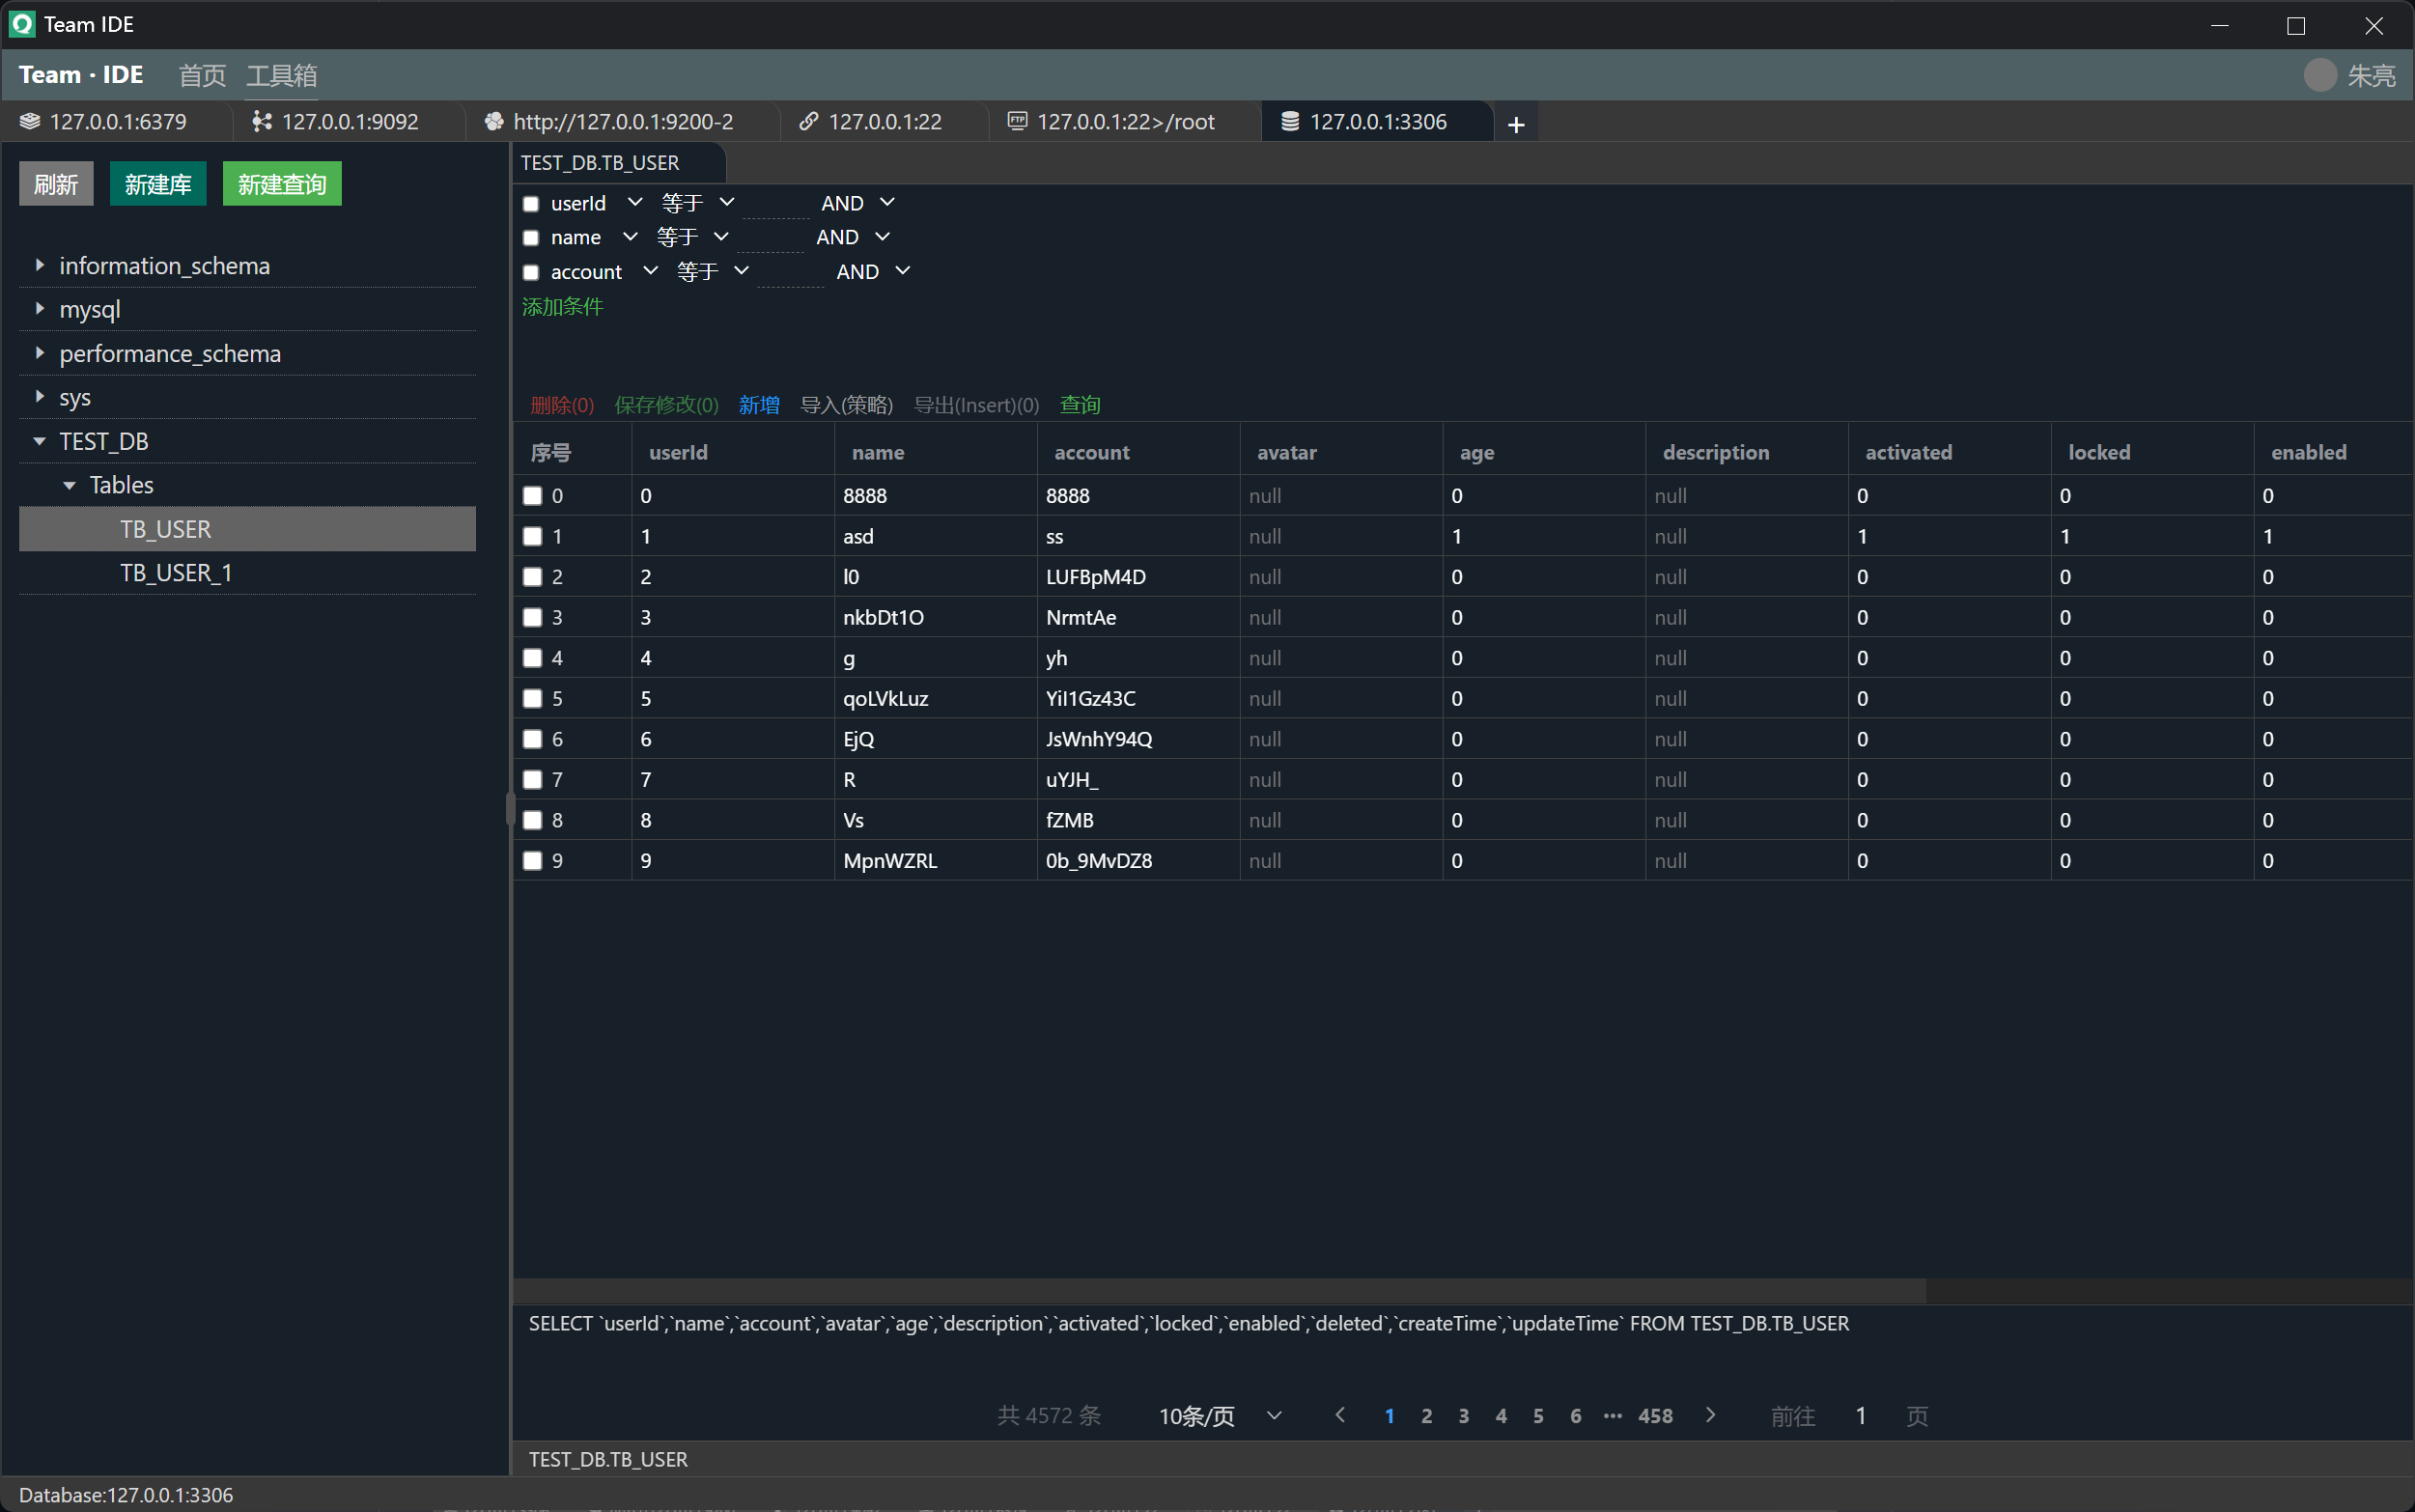 Team IDE
Team · IDE 首页 工具箱 朱亮
127.0.0.1:6379 127.0.0.1:9092 http://127.0.0.1:9200-2 127.0.0.1:22 FTP 127.0.0.1:22>/root 127.0.0.1:3306 +
刷新 新建库 新建查询
information_schema
mysql
performance_schema
sys
TEST_DB
Tables
TB_USER
TB_USER_1
TEST_DB.TB_USER
userId 等于 AND
name 等于 AND
account 等于 AND
添加条件
删除(0) 保存修改(0) 新增 导入(策略) 导出(Insert)(0) 查询
序号 userId name account avatar age description activated locked enabled
0 0 8888 8888 null 0 null 0 0 0
1 1 asd ss null 1 null 1 1 1
2 2 l0 LUFBpM4D null 0 null 0 0 0
3 3 nkbDt1O NrmtAe null 0 null 0 0 0
4 4 g yh null 0 null 0 0 0
5 5 qoLVkLuz Yil1Gz43C null 0 null 0 0 0
6 6 EjQ JsWnhY94Q null 0 null 0 0 0
7 7 R uYJH_ null 0 null 0 0 0
8 8 Vs fZMB null 0 null 0 0 0
9 9 MpnWZRL 0b_9MvDZ8 null 0 null 0 0 0
SELECT `userId`,`name`,`account`,`avatar`,`age`,`description`,`activated`,`locked`,`enabled`,`deleted`,`createTime`,`updateTime` FROM TEST_DB.TB_USER
共 4572 条 10条/页 1 2 3 4 5 6 ··· 458 前往 1 页
TEST_DB.TB_USER
Database:127.0.0.1:3306